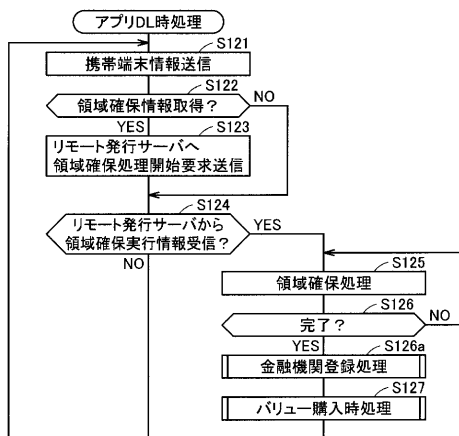 アプリDL時処理
S121
携帯端末情報送信
S122
領域確保情報取得?
NO
YES
S123
リモート発行サーバへ
領域確保処理開始要求送信
S124
リモート発行サーバから
領域確保実行情報受信?
YES
NO
S125
領域確保処理
S126
完了?
NO
YES
S126a
金融機関登録処理
S127
バリュー購入時処理